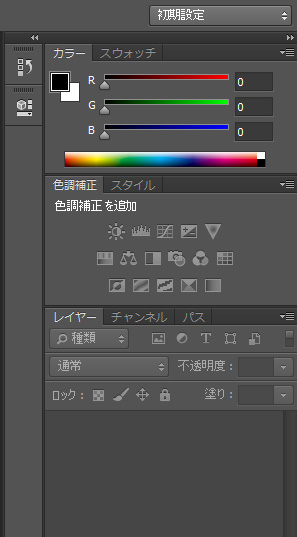 初期設定
カラー スウォッチ
R 0
G 0
B 0
色調補正 スタイル
色調補正を追加
レイヤー チャンネル パス
種類 T
通常 不透明度：
ロック： 塗り：